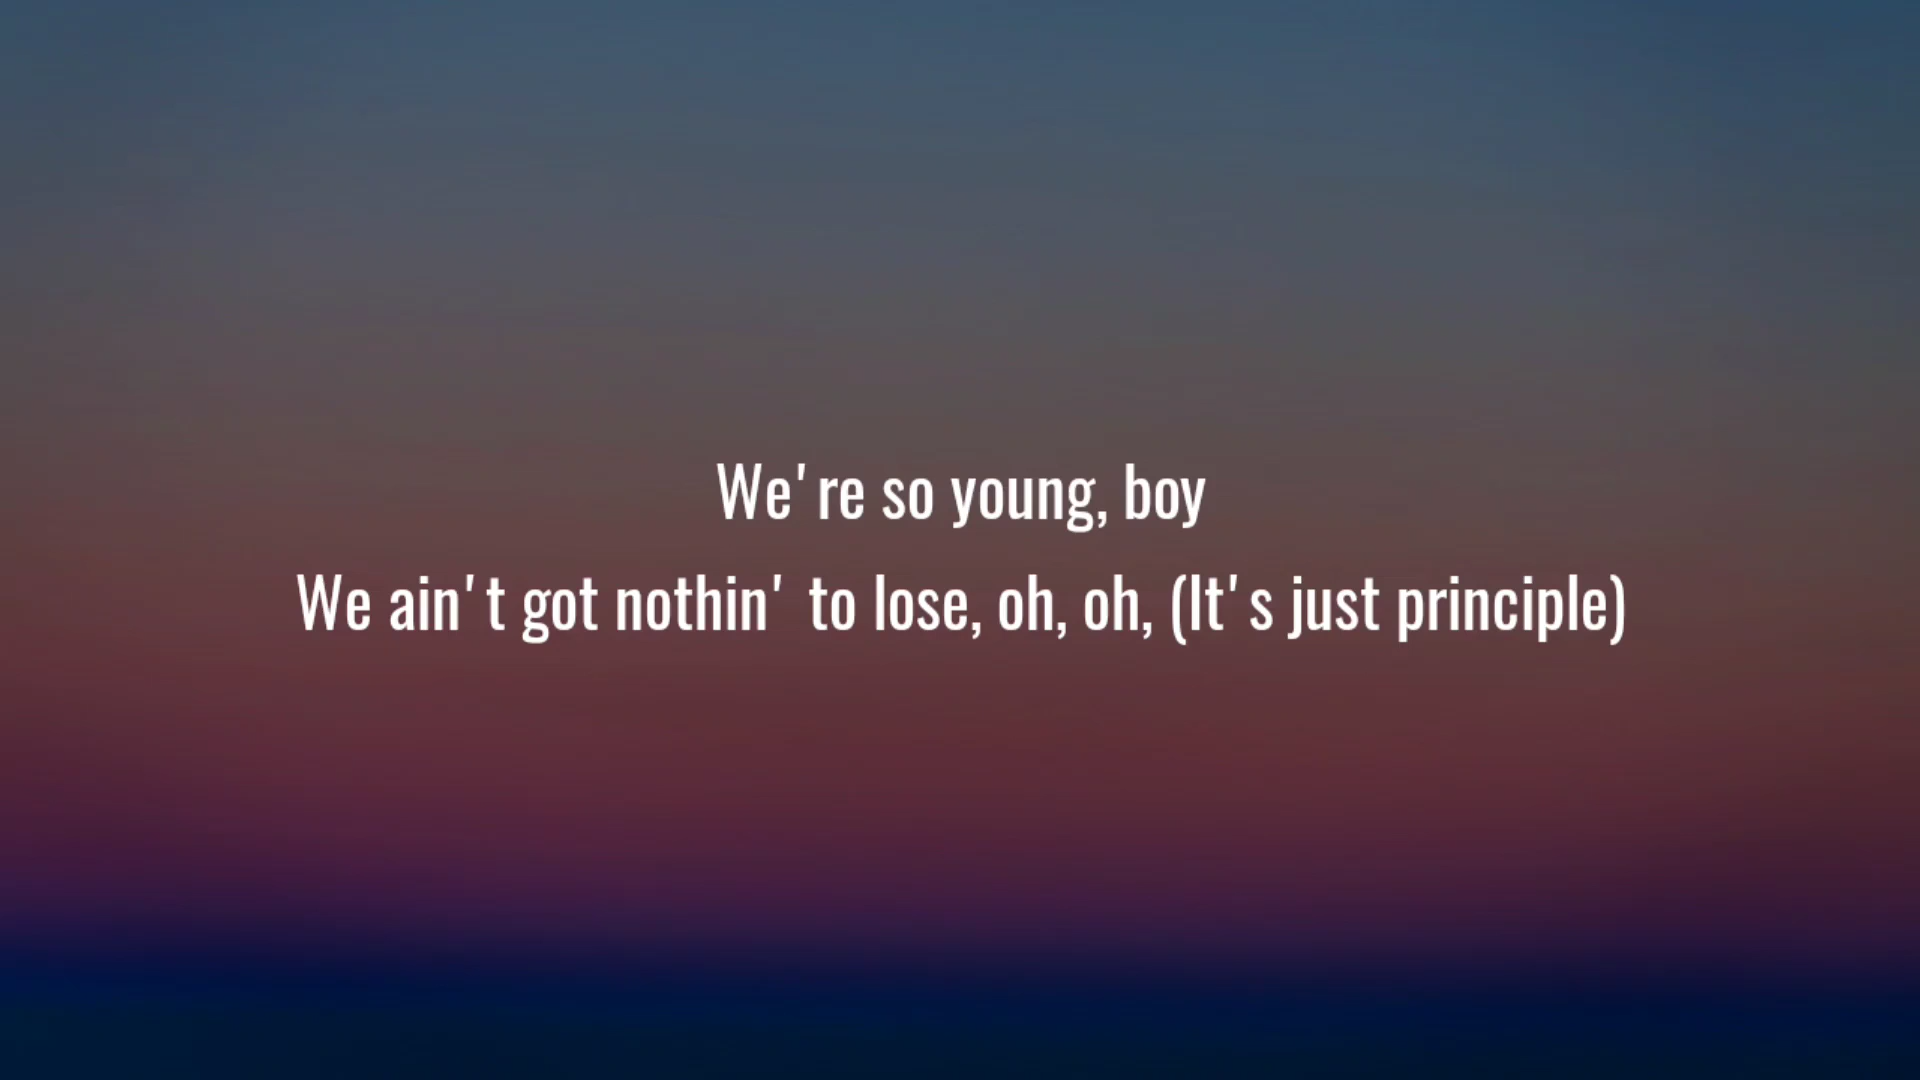 We're so young, boy
We ain't got nothin' to lose, oh, oh, (It's just principle)